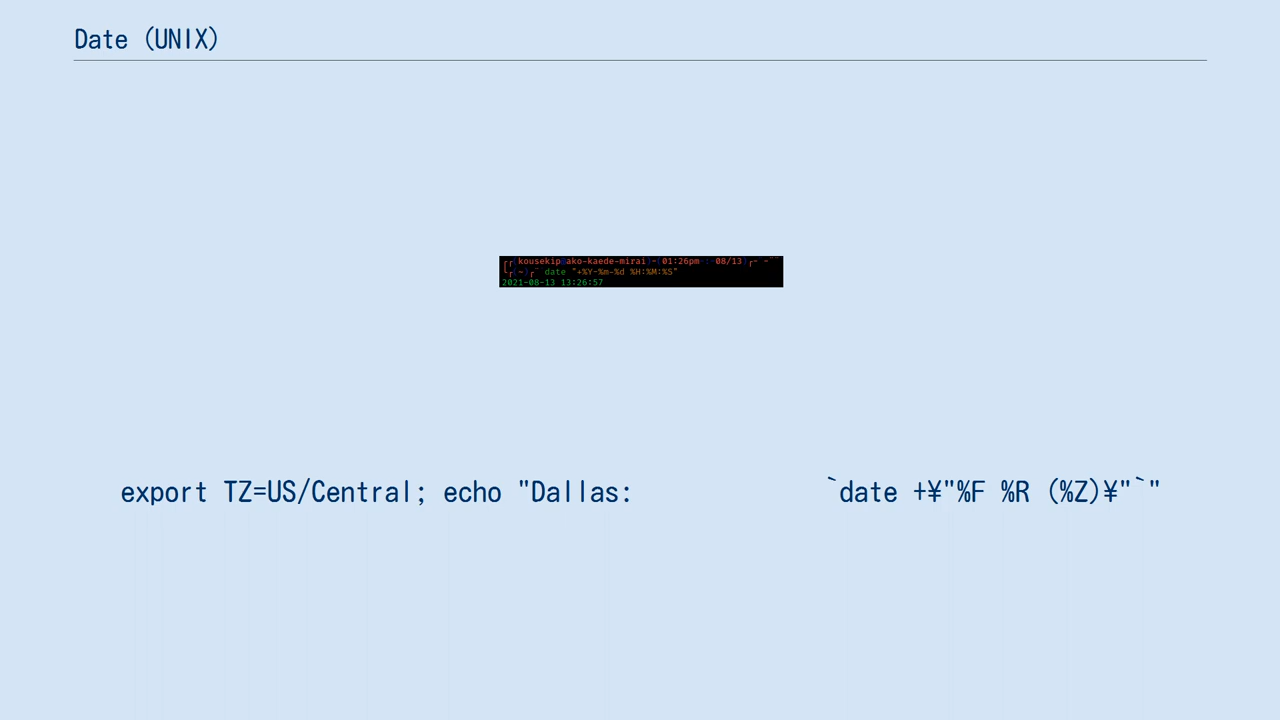 Date (UNIX)
kousekip@ako-kaede-mirai)-(01:26pm-:-08/13)
(~) date "+%Y-%m-%d %H:%M:%S"
2021-08-13 13:26:57
export TZ=US/Central; echo "Dallas: `date +¥"%F %R (%Z)¥"`"